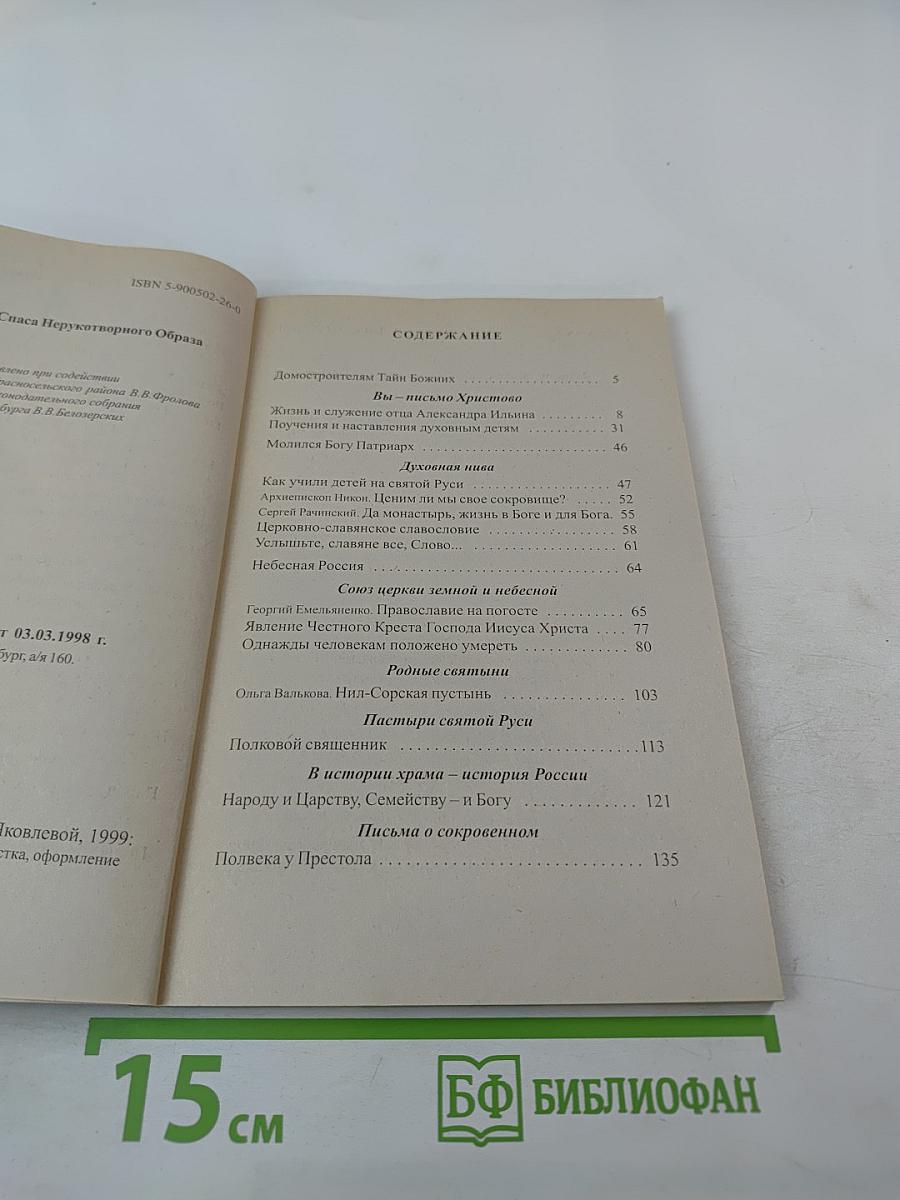 ISBN 5-900502-26-0
Спаса Нерукотворного Образа
влено при содействии
расносельского района В.В.Фролова
онодательного собрания
бурга В.В.Белозерских
т 03.03.1998 г.
бург, а/я 160.
Яковлевой, 1999:
стка, оформление
СОДЕРЖАНИЕ
Домостроителям Тайн Божиих . . . . . . . . . . . . . . . . . . . 5
Вы – письмо Христово
Жизнь и служение отца Александра Ильина . . . . . . . . . 8
Поучения и наставления духовным детям . . . . . . . . . . . 31
Молился Богу Патриарх . . . . . . . . . . . . . . . . . . . . . . . . . . 46
Духовная нива
Как учили детей на святой Руси . . . . . . . . . . . . . . . . . . . 47
Архиепископ Никон. Ценим ли мы свое сокровище? . . . . . 52
Сергей Рачинский. Да монастырь, жизнь в Боге и для Бога. 55
Церковно-славянское славословие . . . . . . . . . . . . . . . . . 58
Услышьте, славяне все, Слово... . . . . . . . . . . . . . . . . . . . 61
Небесная Россия . . . . . . . . . . . . . . . . . . . . . . . . . . . . . . . . 64
Союз церкви земной и небесной
Георгий Емельяненко. Православие на погосте . . . . . . . . . . 65
Явление Честного Креста Господа Иисуса Христа . . . . 77
Однажды человекам положено умереть . . . . . . . . . . . . . 80
Родные святыни
Ольга Валькова. Нил-Сорская пустынь . . . . . . . . . . . . . . . 103
Пастыри святой Руси
Полковой священник . . . . . . . . . . . . . . . . . . . . . . . . . . . .113
В истории храма – история России
Народу и Царству, Семейству – и Богу . . . . . . . . . . . . . 121
Письма о сокровенном
Полвека у Престола . . . . . . . . . . . . . . . . . . . . . . . . . . . . 135
15 см
БФ БИБЛИОФАН